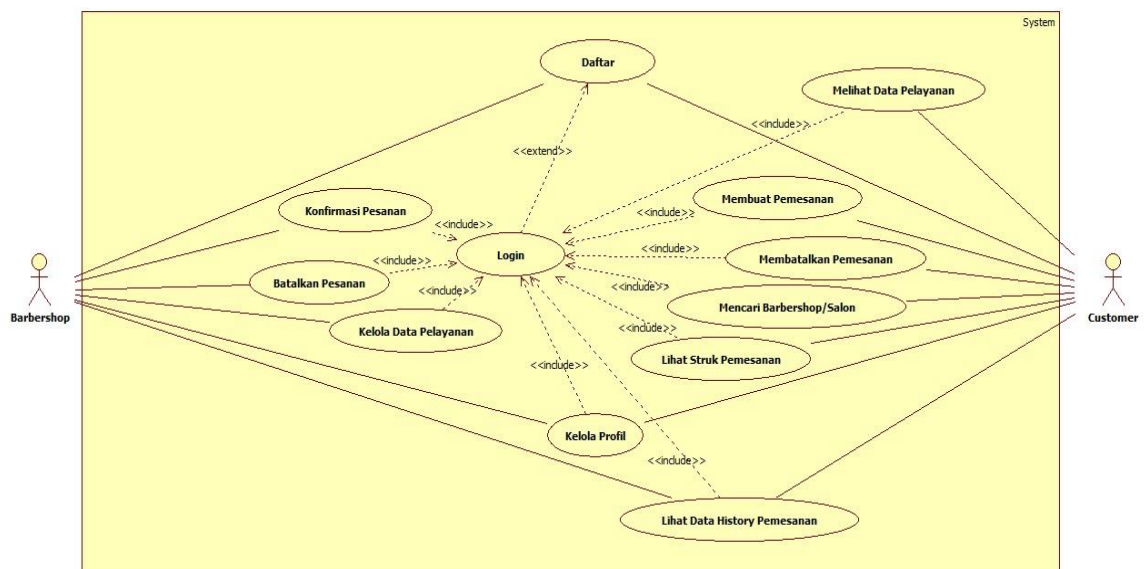 System
Daftar
Melihat Data Pelayanan
<<include>>
<<extend>>
Konfirmasi Pesanan
Membuat Pemesanan
<<include>>
<<include>>
Login
<<include>>
Membatalkan Pemesanan
<<include>>
Batalkan Pesanan
<<include>>
<<include>>
Mencari Barbershop/Salon
Barbershop
Customer
Kelola Data Pelayanan
<<include>>
Lihat Struk Pemesanan
<<include>>
Kelola Profil
<<include>>
Lihat Data History Pemesanan